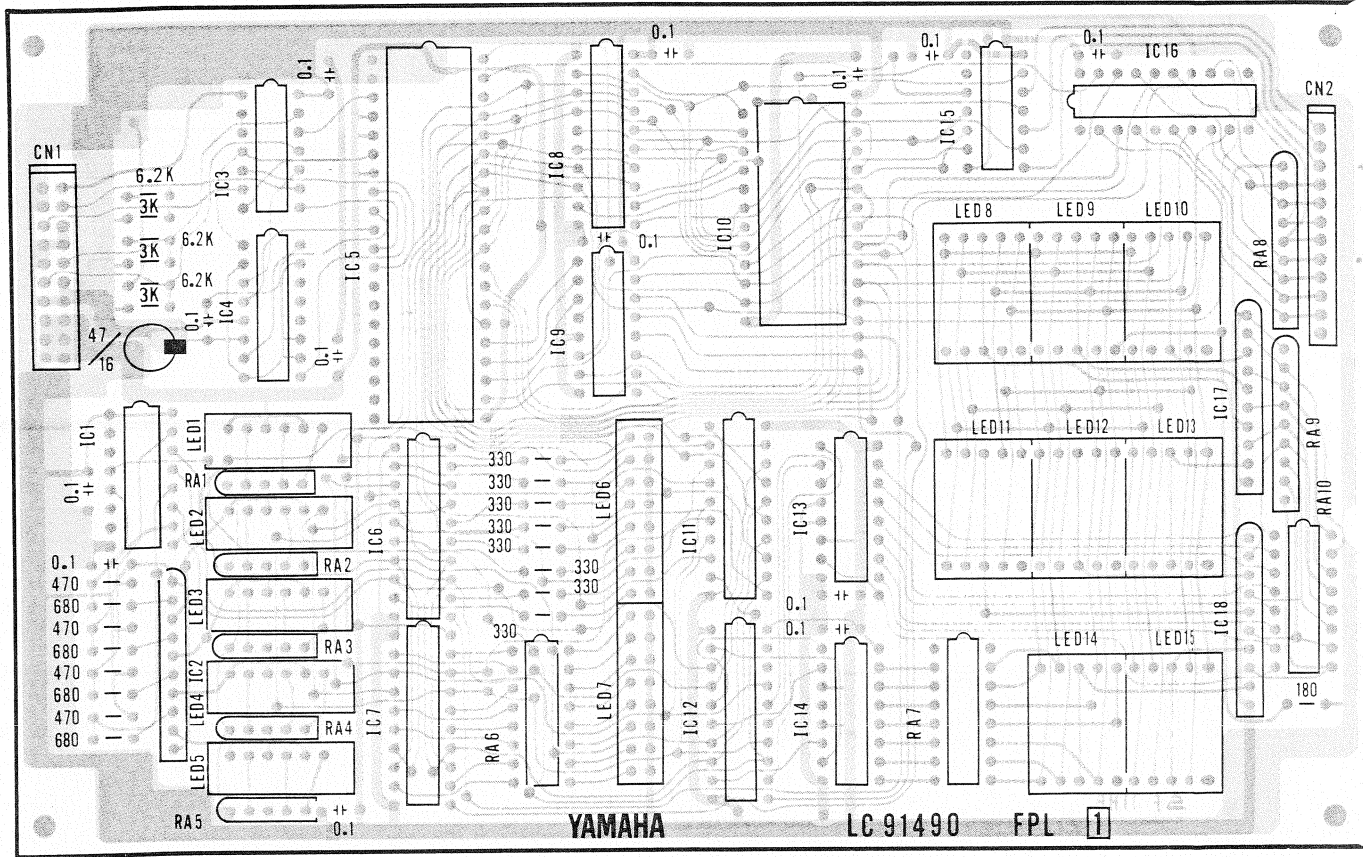 0.1
0.1
0.1
IC16
0.1
0.1
CN2
CN1
6.2K
3K
IC3
IC8
IC15
6.2K
3K
6.2K
3K
IC5
0.1
IC10
LED8 LED9 LED10
RA8
47
16
0.1
IC4
0.1
IC9
IC1
LED1
LED11 LED12 LED13
IC17
RA9
0.1
RA1
LED2
IC6
330
330
330
330
330
LED6
IC11
IC13
RA10
0.1
470
680
470
680
470
680
470
680
RA2
LED3
330
330
0.1
0.1
IC18
RA3
IC2
LED4
330
LED14 LED15
RA4
IC7
RA6
LED7
IC12
IC14
RA7
180
LED5
RA5
0.1
YAMAHA LC91490 FPL 1